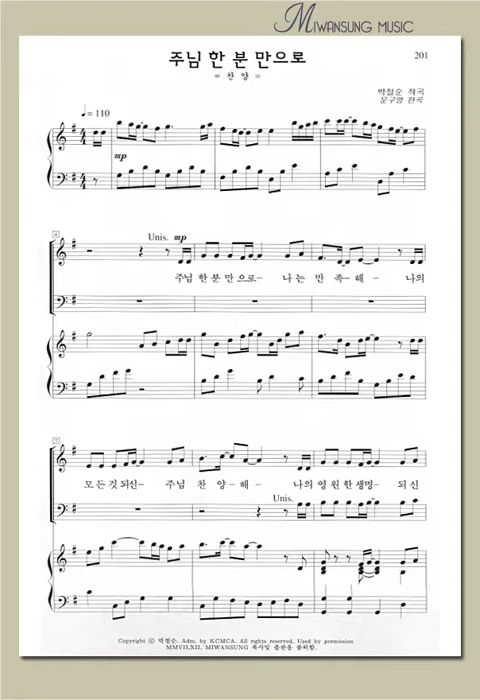 MIWANSUNG MUSIC
주님 한 분 만으로
201
= 찬 양 =
박철순 작곡
문구영 편곡
♩= 110
mp
4
Unis. mp
주님 한 분 만 으로– 나 는 만 족– 해 – 나의
7
모 든 것 되신– 주님 찬 양– 해 – 나의 영 원 한 생명– 되 신
Unis.
Copyright ⓒ 박철순. Adm. by KCMCA. All rights reserved. Used by permission
MMVII.XII. MIWANSUNG 복사및 출판을 불허함.